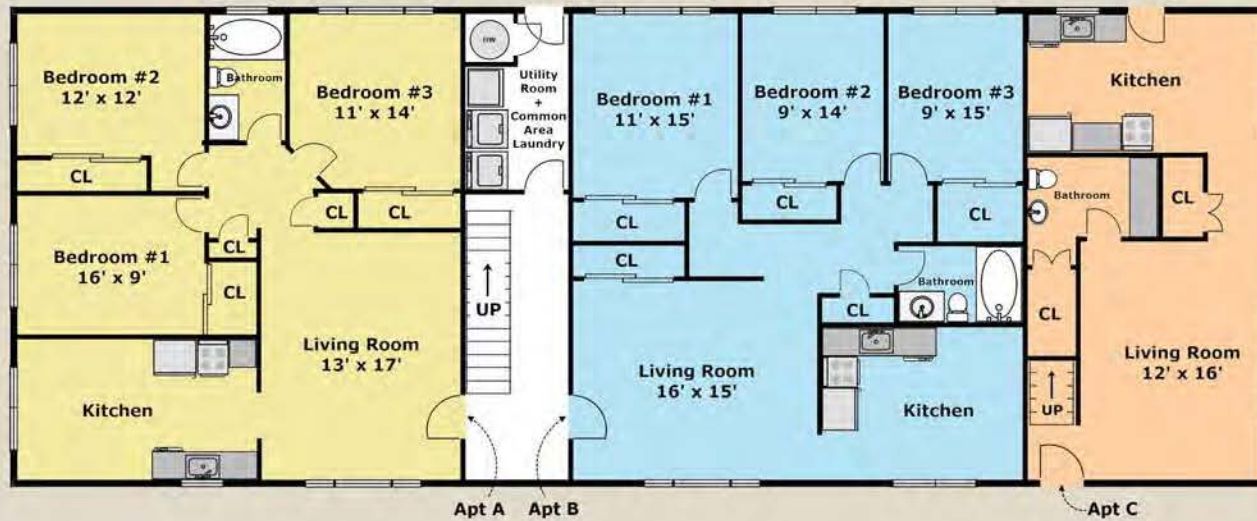 Bedroom #2
12' x 12'
CL
Bathroom
Bedroom #3
11' x 14'
CL
CL
Bedroom #1
16' x 9'
CL
CL
Living Room
13' x 17'
Kitchen
HW
Utility
Room
+
Common
Area
Laundry
UP
Apt A
Apt B
Bedroom #1
11' x 15'
CL
CL
Bedroom #2
9' x 14'
CL
Bedroom #3
9' x 15'
CL
Bathroom
CL
Living Room
16' x 15'
Kitchen
Kitchen
Bathroom
CL
CL
Living Room
12' x 16'
UP
Apt C